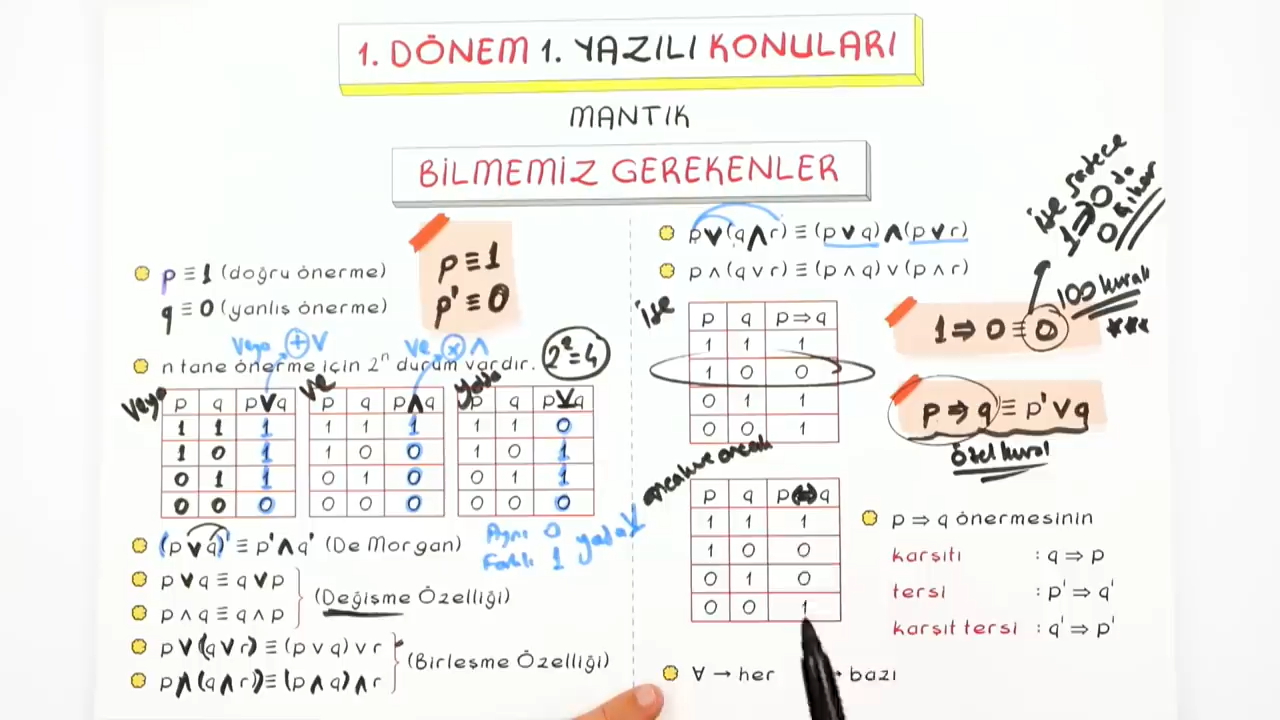 1. DÖNEM 1. YAZILI KONULARI
MANTIK
BİLMEMİZ GEREKENLER
p ≡ 1 (doğru önerme)
q ≡ 0 (yanlış önerme)
p ≡ 1
p' ≡ 0
veya + V
ve x ∧
n tane önerme için 2ⁿ durum vardır.
2² = 4
veya
p q p∨q
1 1 1
1 0 1
0 1 1
0 0 0
ve
p q p∧q
1 1 1
1 0 0
0 1 0
0 0 0
yada
p q p⊻q
1 1 0
1 0 1
0 1 1
0 0 0
Aynı 0
Farklı 1
yada ⊻
(p ∨ q)' ≡ p' ∧ q' (De Morgan)
p ∨ q ≡ q ∨ p
p ∧ q ≡ q ∧ p
(Değişme Özelliği)
p ∨ (q ∨ r) ≡ (p ∨ q) ∨ r
p ∧ (q ∧ r) ≡ (p ∧ q) ∧ r
(Birleşme Özelliği)
p ∨ (q ∧ r) ≡ (p ∨ q) ∧ (p ∨ r)
p ∧ (q ∨ r) ≡ (p ∧ q) ∨ (p ∧ r)
ise
p q p⇒q
1 1 1
1 0 0
0 1 1
0 0 1
ise sadece
1⇒0 da
0 çıkar
1 ⇒ 0 ≡ 0
100 kuralı
***
p ⇒ q ≡ p' ∨ q
Özel kural
ancak ve ancak
p q p⇔q
1 1 1
1 0 0
0 1 0
0 0 1
p ⇒ q önermesinin
karşıtı : q ⇒ p
tersi : p' ⇒ q'
karşıt tersi : q' ⇒ p'
∀ → her
→ bazı